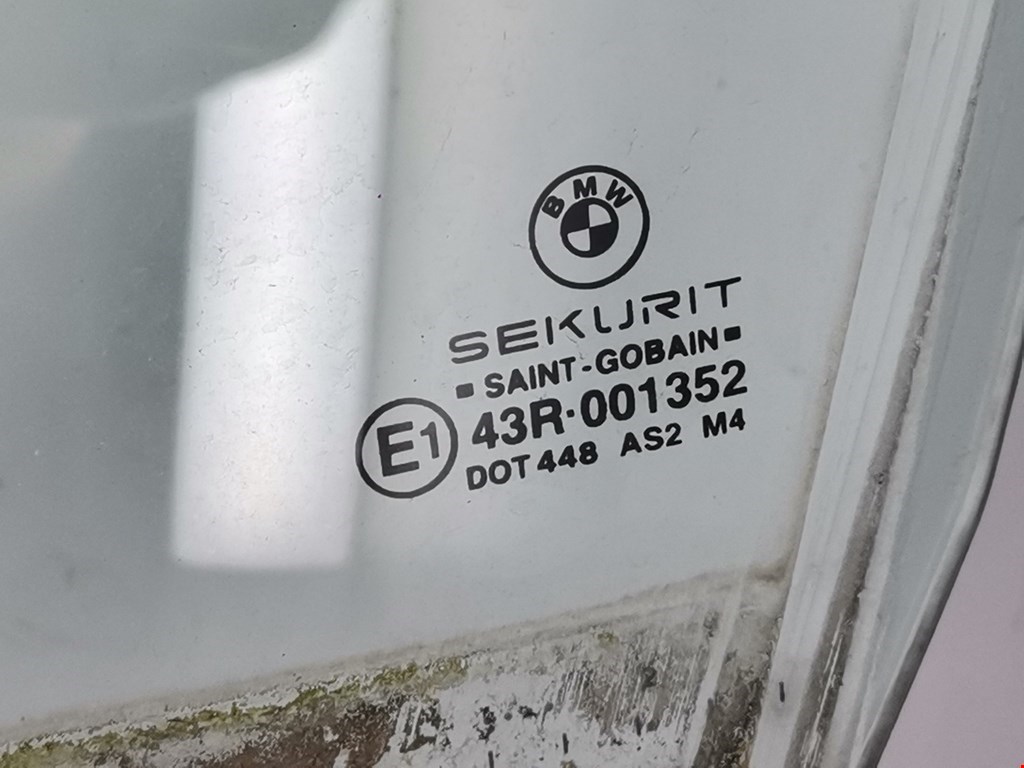 BMW
SEKURIT
SAINT-GOBAIN
E1
43R·001352
DOT 448 AS2 M4